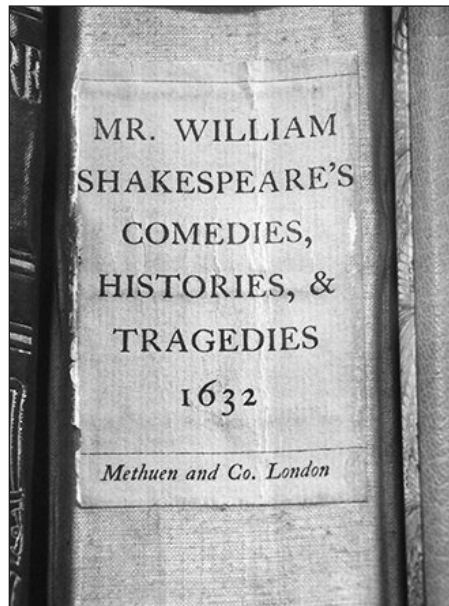 MR. WILLIAM
SHAKESPEARE'S
COMEDIES,
HISTORIES, &
TRAGEDIES
1632
Methuen and Co. London